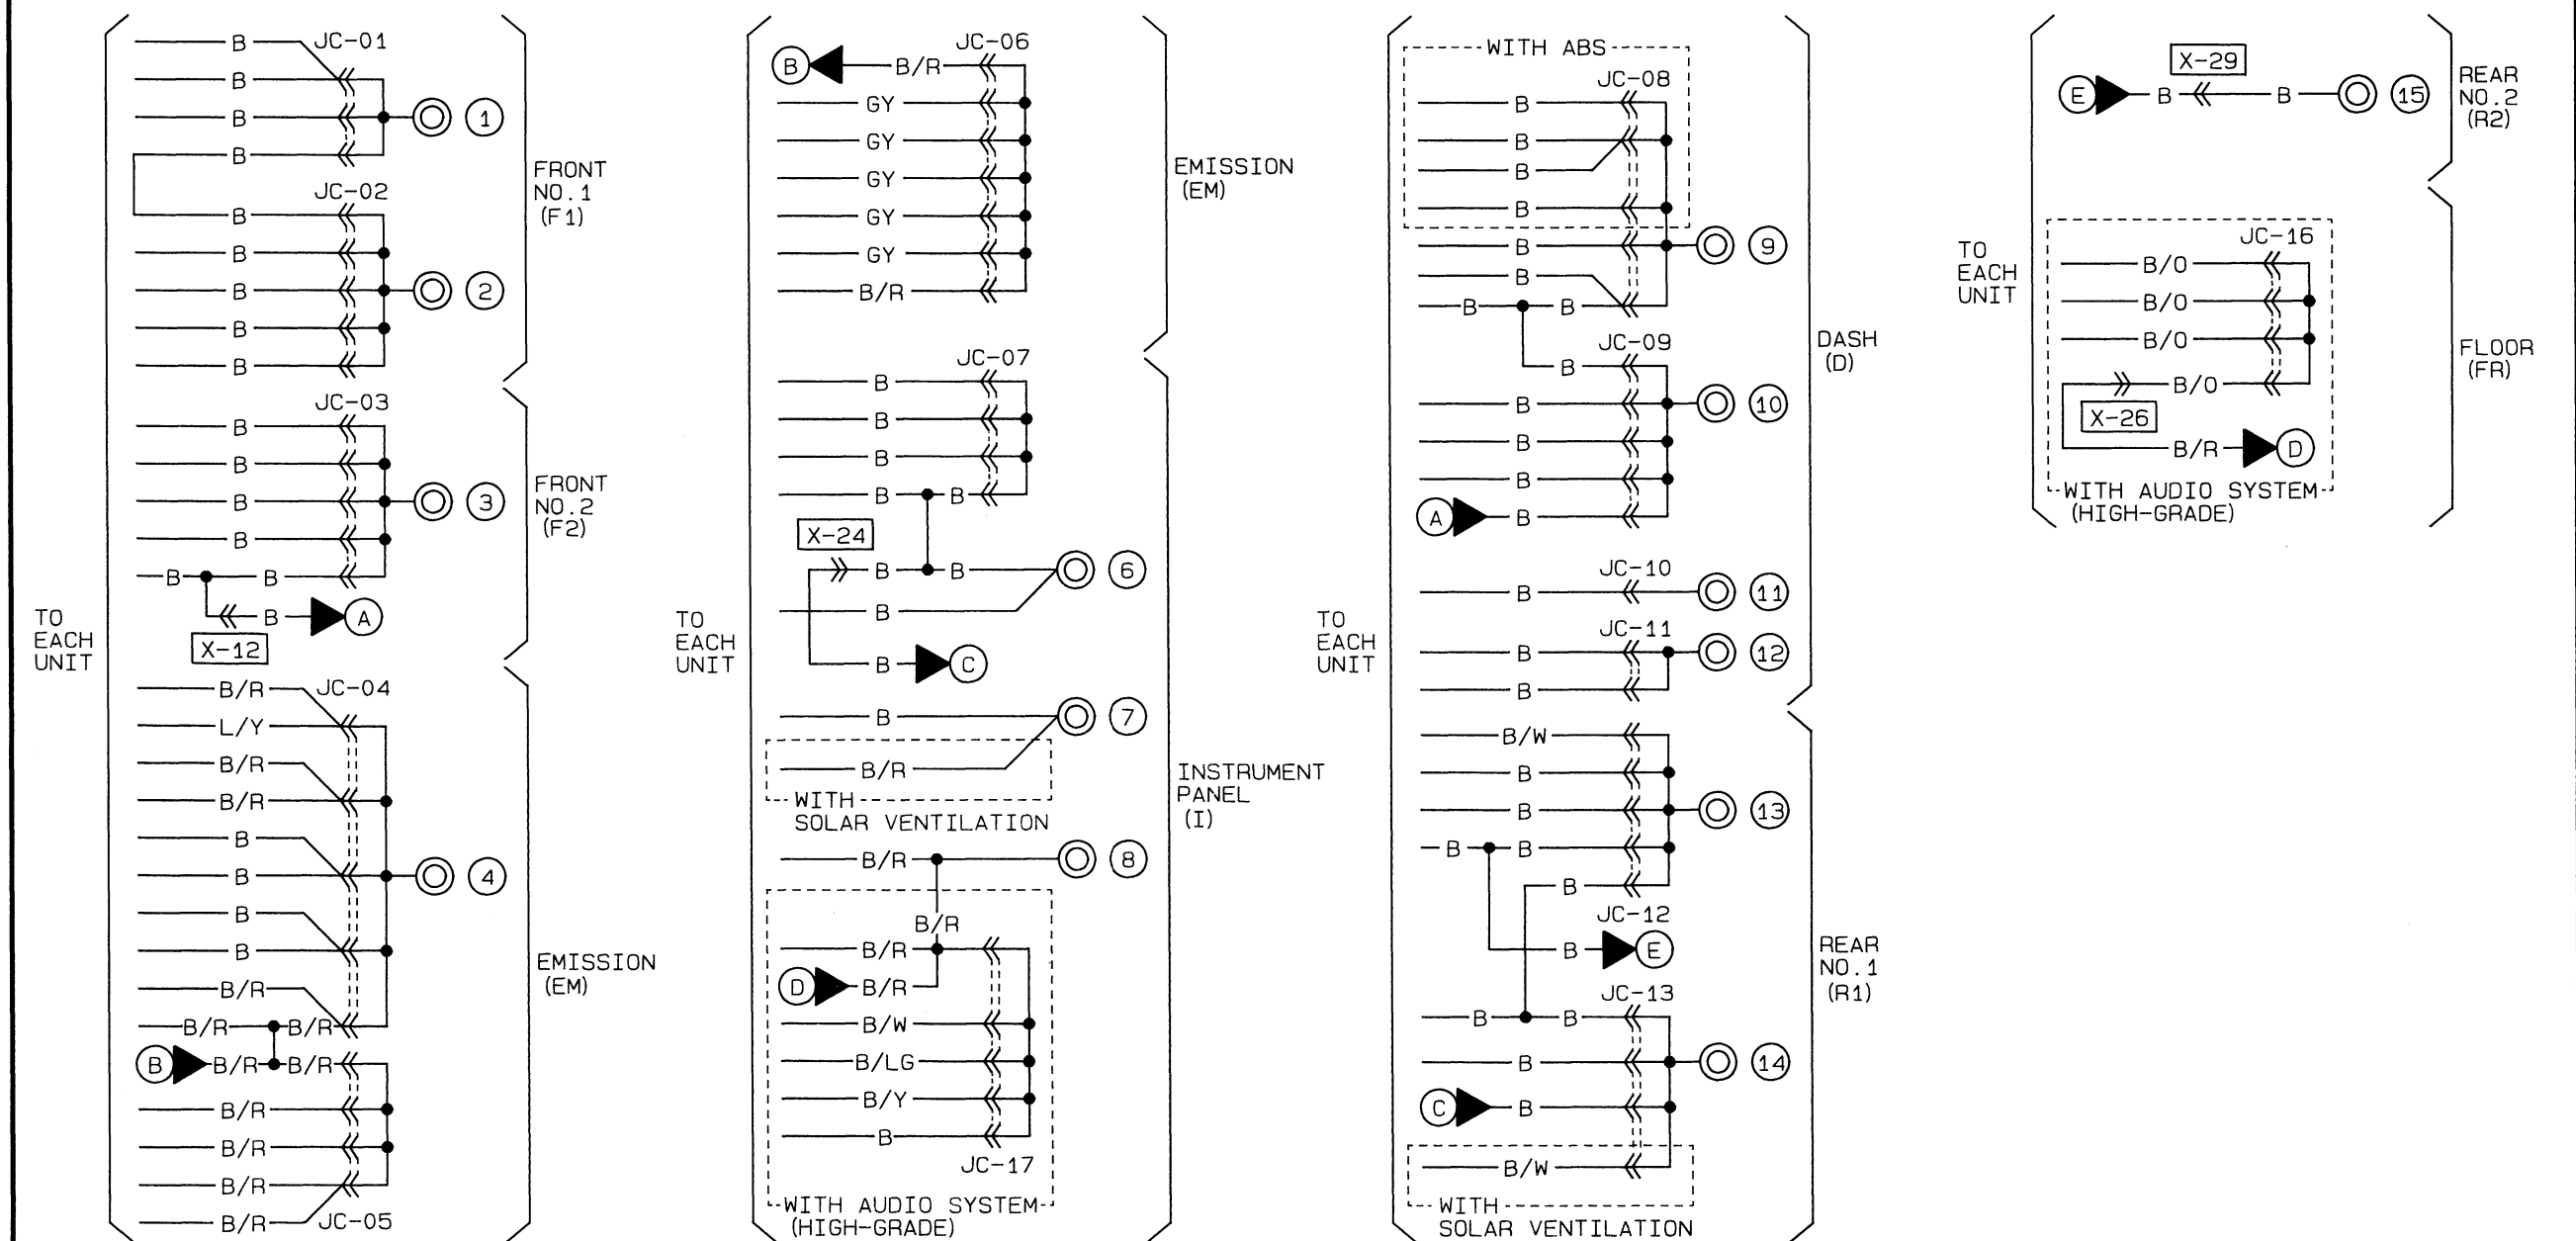 TO
EACH
UNIT
B JC-01
B
B 1
B
JC-02
B
B
B 2
B
B
FRONT
NO.1
(F1)
JC-03
B
B
B 3
B
B B
B A
X-12
FRONT
NO.2
(F2)
B/R JC-04
L/Y
B/R
B/R
B
B 4
B
B
B/R
B/R B/R
B B/R B/R
B/R
B/R
B/R
B/R JC-05
EMISSION
(EM)
TO
EACH
UNIT
JC-06
B B/R
GY
GY
GY
GY
GY
B/R
EMISSION
(EM)
JC-07
B
B
B
B B
X-24
B B 6
B
B C
B 7
B/R
WITH
SOLAR VENTILATION
B/R 8
B/R
B/R
D B/R
B/W
B/LG
B/Y
B
JC-17
WITH AUDIO SYSTEM
(HIGH-GRADE)
INSTRUMENT
PANEL
(I)
TO
EACH
UNIT
WITH ABS
JC-08
B
B
B
B
B 9
B
B B
JC-09
B
B 10
B
B
A B
JC-10
B 11
JC-11
B 12
B
DASH
(D)
B/W
B
B 13
B B
B
JC-12
B E
JC-13
B B
B 14
C B
B/W
WITH
SOLAR VENTILATION
REAR
NO.1
(R1)
TO
EACH
UNIT
X-29
E B B 15
REAR
NO.2
(R2)
JC-16
B/O
B/O
B/O
B/O
X-26
B/R D
WITH AUDIO SYSTEM
(HIGH-GRADE)
FLOOR
(FR)